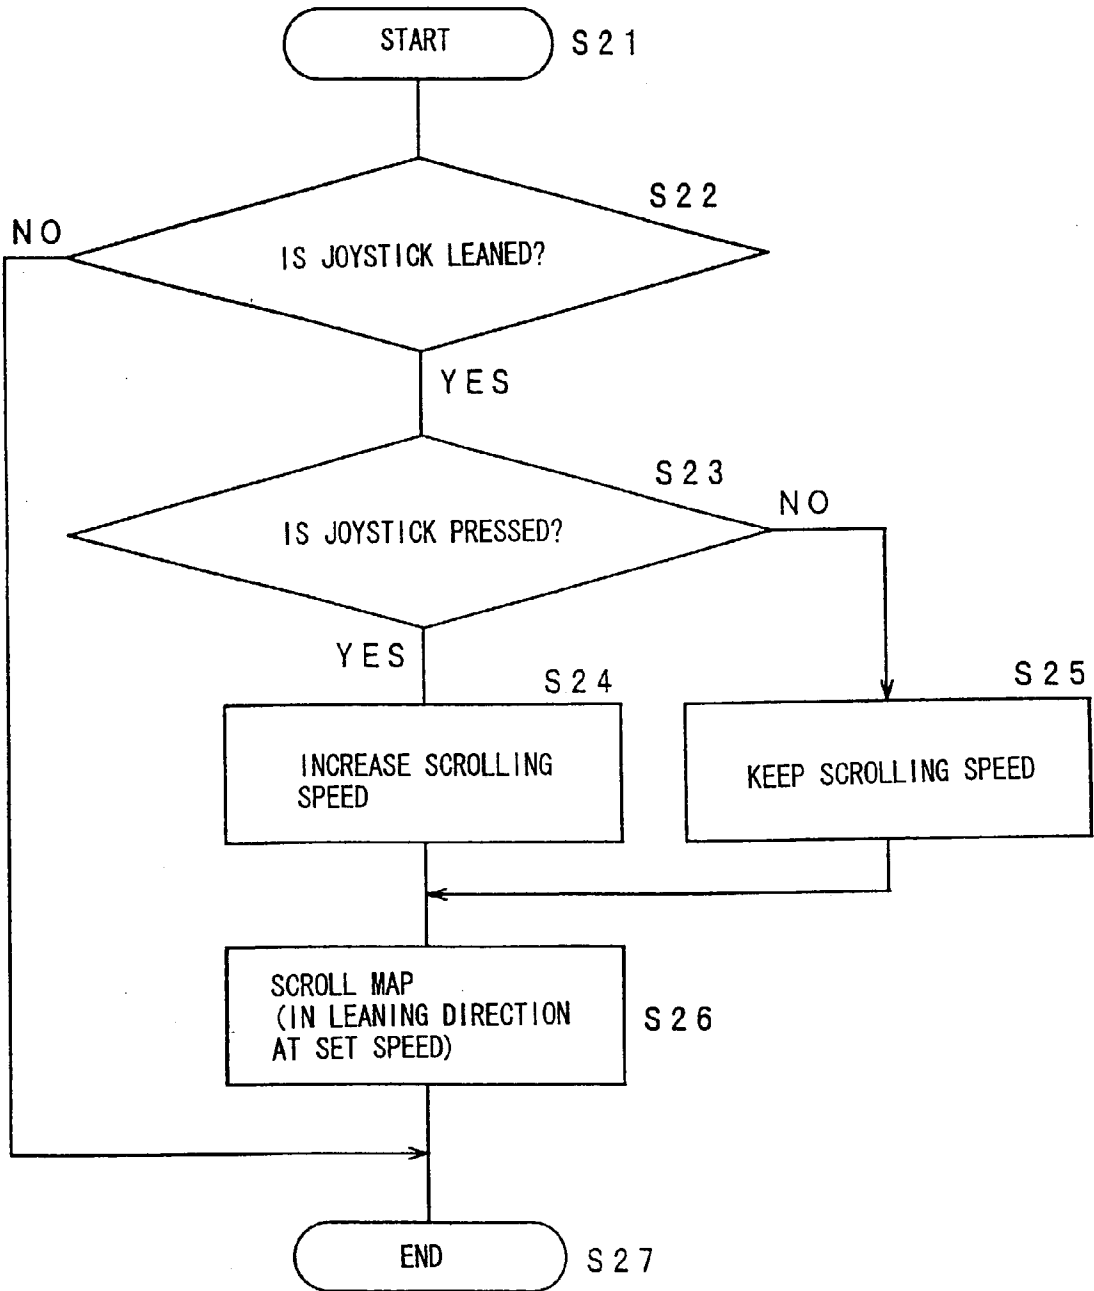 START
S21
S22
NO
IS JOYSTICK LEANED?
YES
S23
NO
IS JOYSTICK PRESSED?
YES
S24
S25
INCREASE SCROLLING
SPEED
KEEP SCROLLING SPEED
SCROLL MAP
(IN LEANING DIRECTION
AT SET SPEED)
S26
END
S27